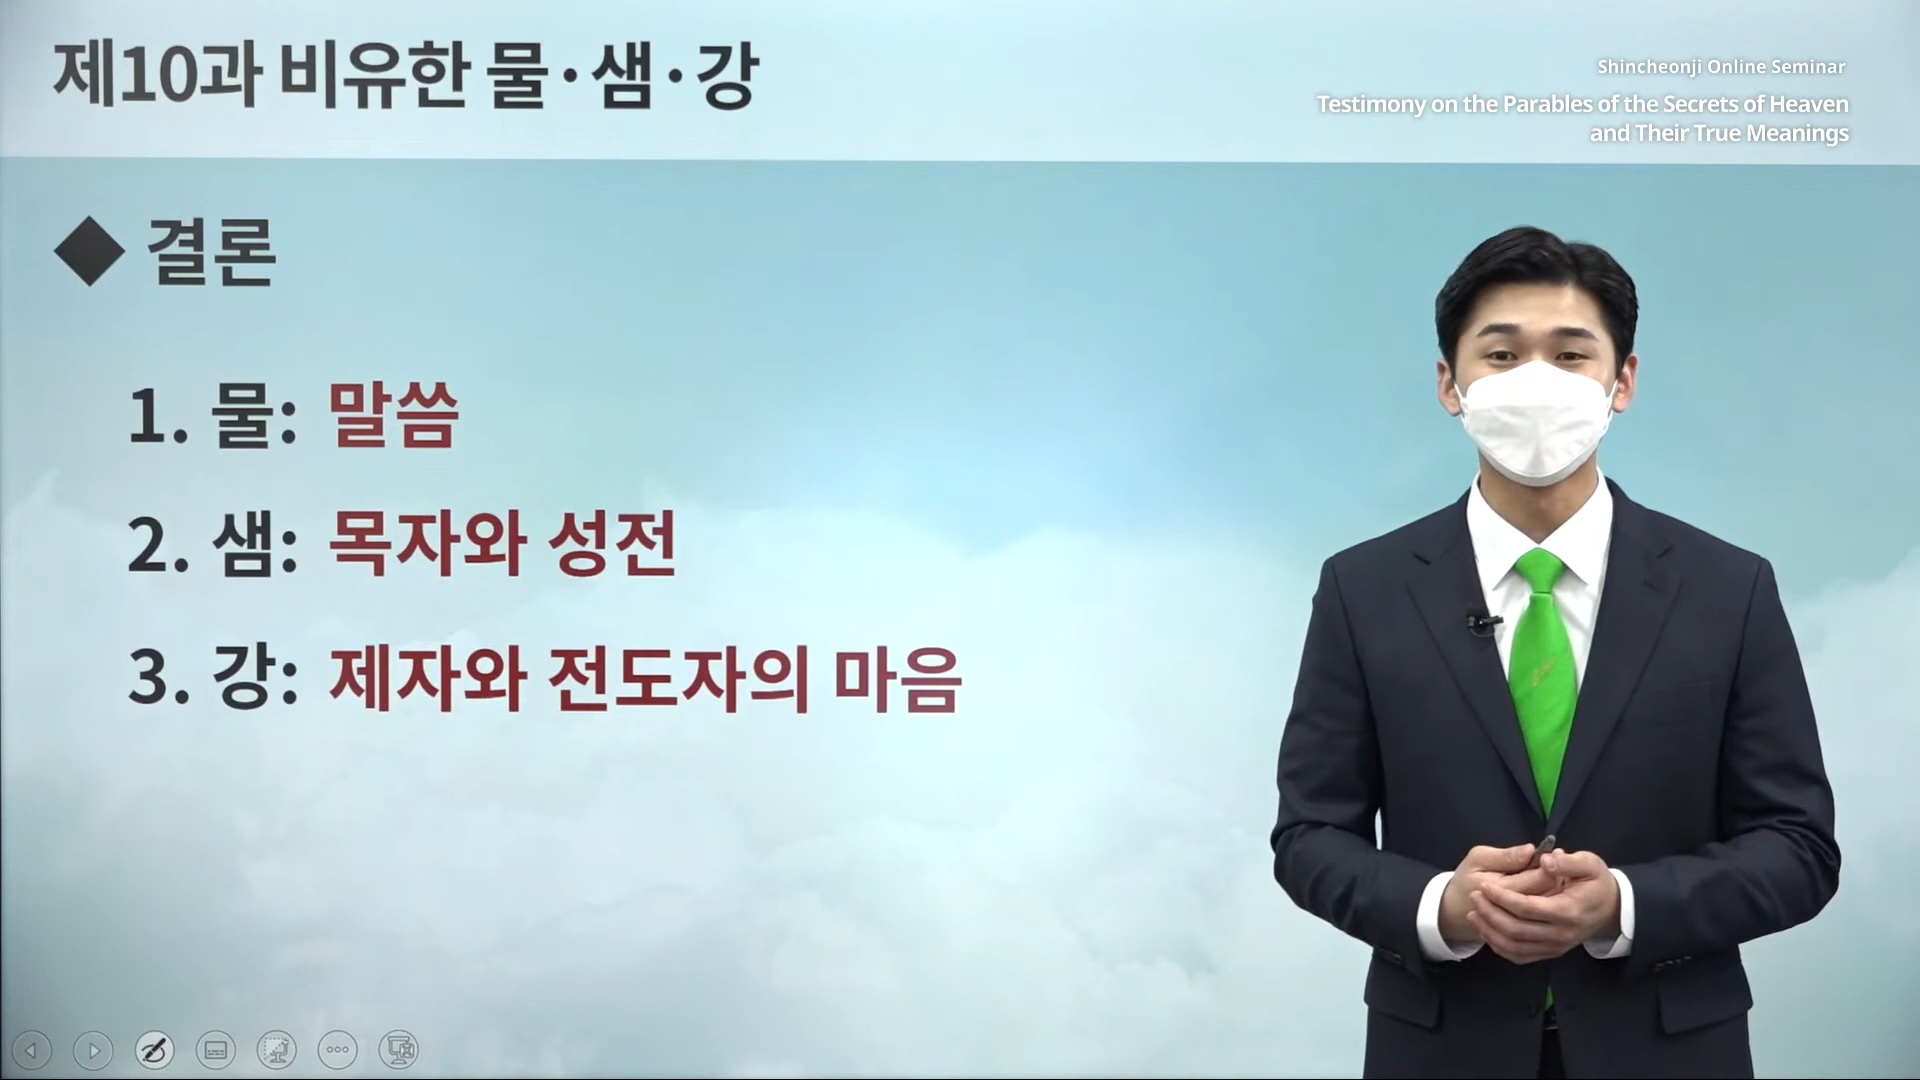 제10과 비유한 물·샘·강
Shincheonji Online Seminar
Testimony on the Parables of the Secrets of Heaven
and Their True Meanings
◆ 결론
1. 물: 말씀
2. 샘: 목자와 성전
3. 강: 제자와 전도자의 마음